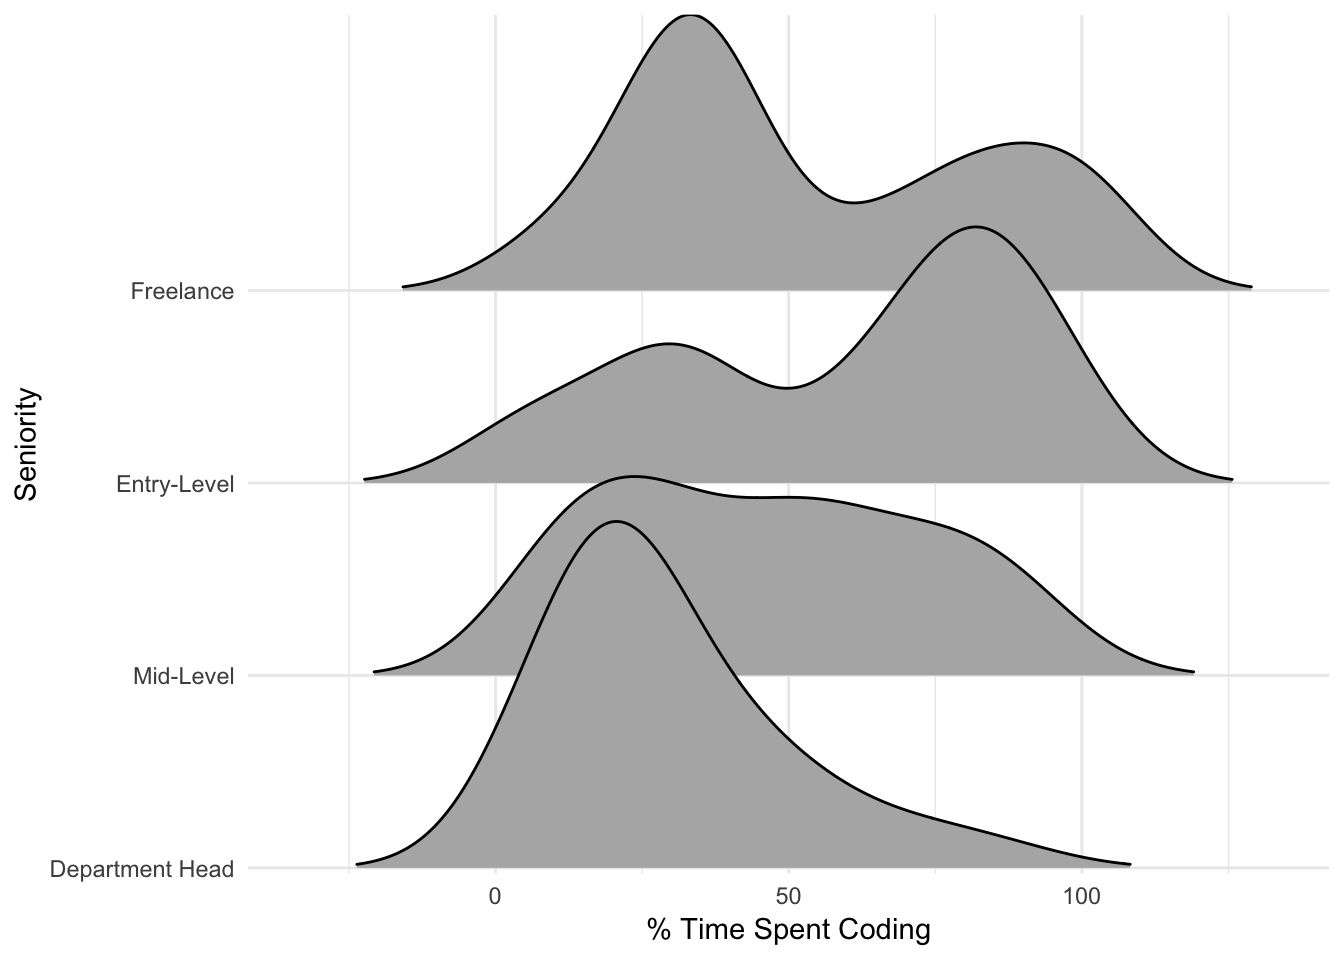 Seniority
Freelance
Entry-Level
Mid-Level
Department Head
0 50 100
% Time Spent Coding